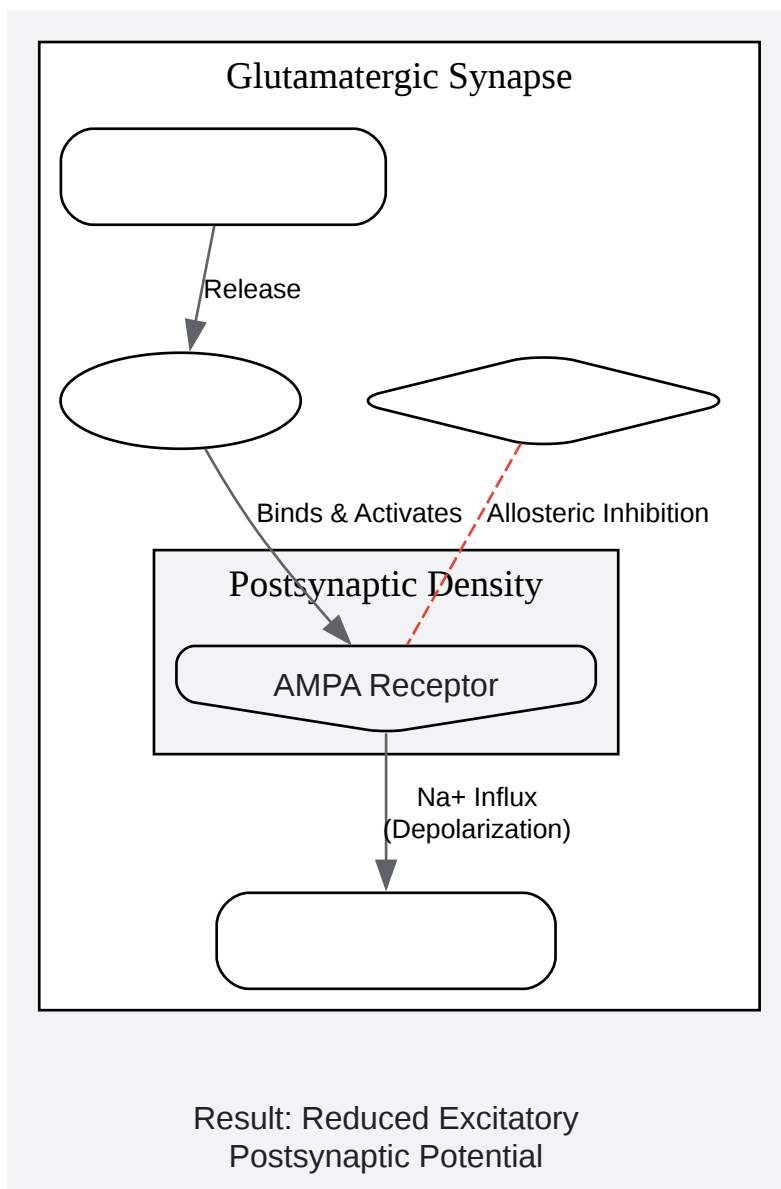 Glutamatergic Synapse
Release
Binds & Activates
Allosteric Inhibition
Postsynaptic Density
AMPA Receptor
Na+ Influx
(Depolarization)
Result: Reduced Excitatory
Postsynaptic Potential